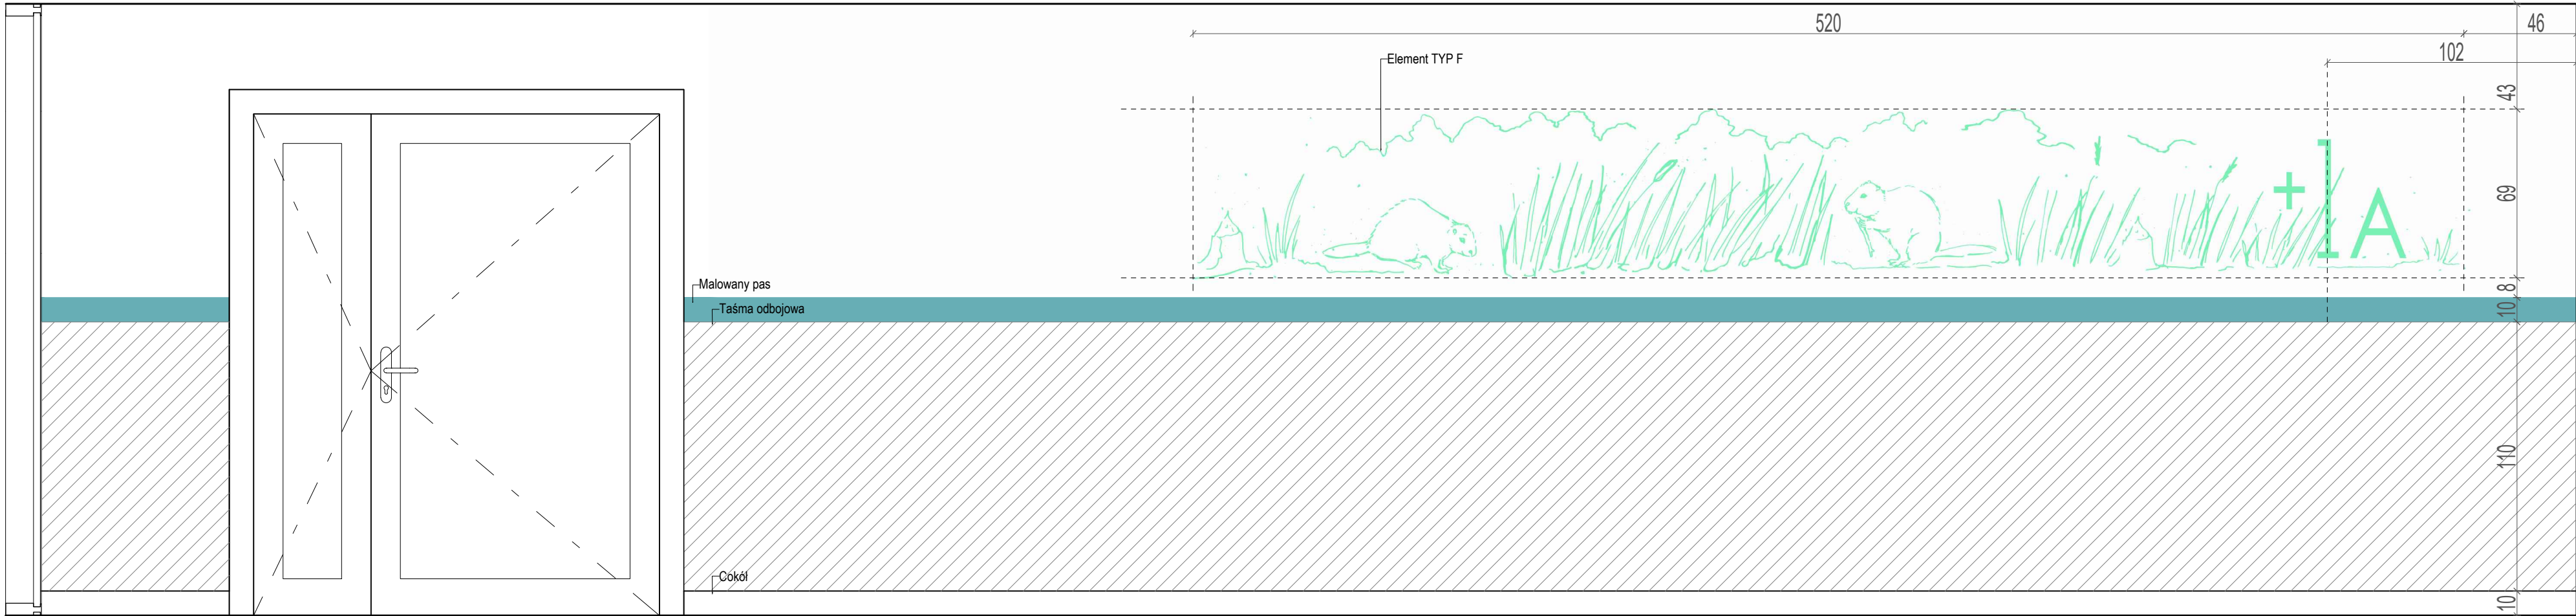 520
46
102
Element TYP F
43
69
+1A
Malowany pas
8
Taśma odbojowa
10
110
Cokół
10